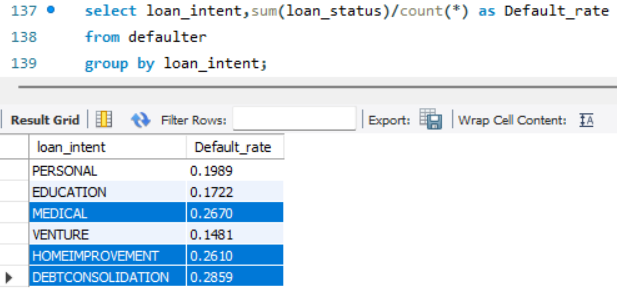 137 select loan_intent,sum(loan_status)/count(*) as Default_rate
138 from defaulter
139 group by loan_intent;
Result Grid Filter Rows: Export: Wrap Cell Content: IA
loan_intent Default_rate
PERSONAL 0.1989
EDUCATION 0.1722
MEDICAL 0.2670
VENTURE 0.1481
HOMEIMPROVEMENT 0.2610
DEBTCONSOLIDATION 0.2859